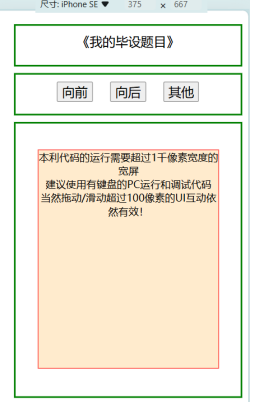 尺寸: iPhone SE ▼ 375 × 667
《我的毕设题目》
向前 向后 其他
本利代码的运行需要超过1千像素宽度的
宽屏
建议使用有键盘的PC运行和调试代码
当然拖动/滑动超过100像素的UI互动依
然有效！